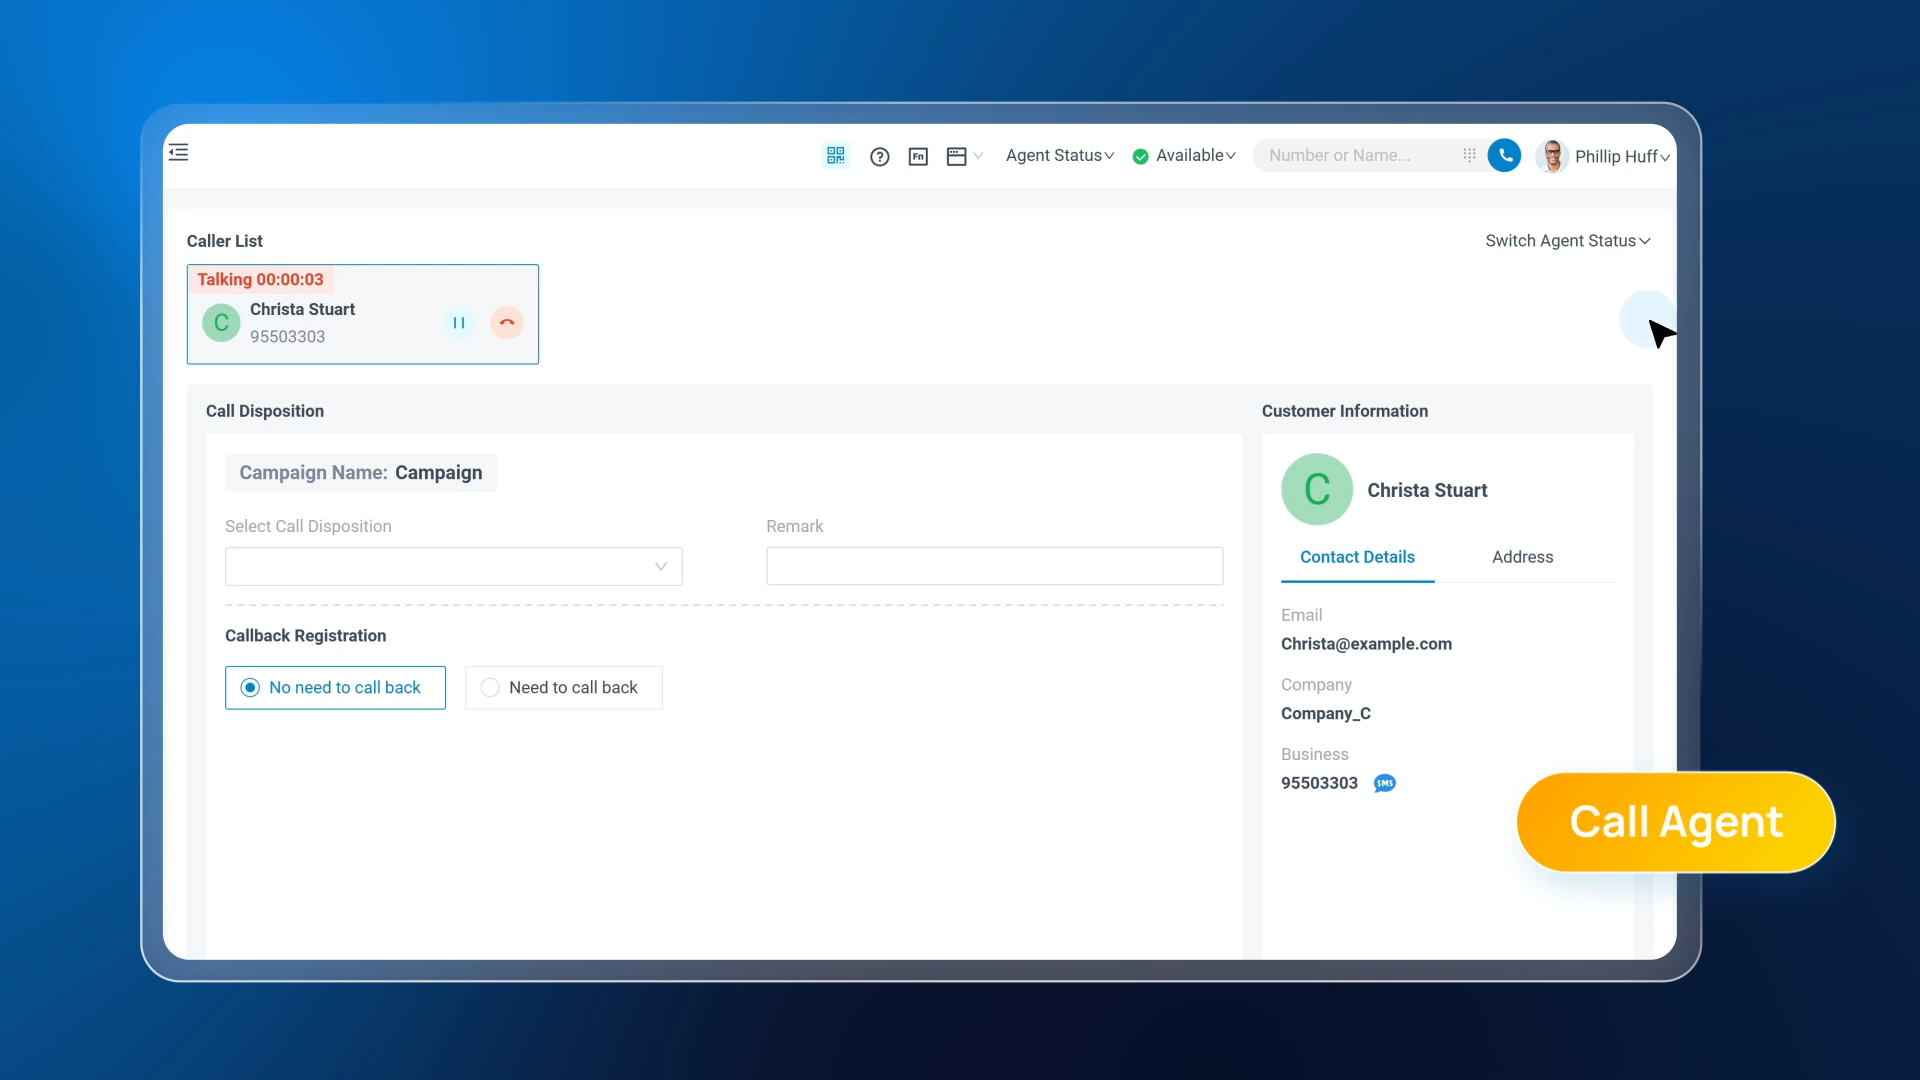 Fn
Agent Status
Available
Number or Name...
Phillip Huff
Caller List
Switch Agent Status
Talking 00:00:03
C
Christa Stuart
95503303
Call Disposition
Customer Information
Campaign Name: Campaign
C
Christa Stuart
Select Call Disposition
Remark
Contact Details
Address
Callback Registration
Email
Christa@example.com
No need to call back
Need to call back
Company
Company_C
Business
95503303
SMS
Call Agent